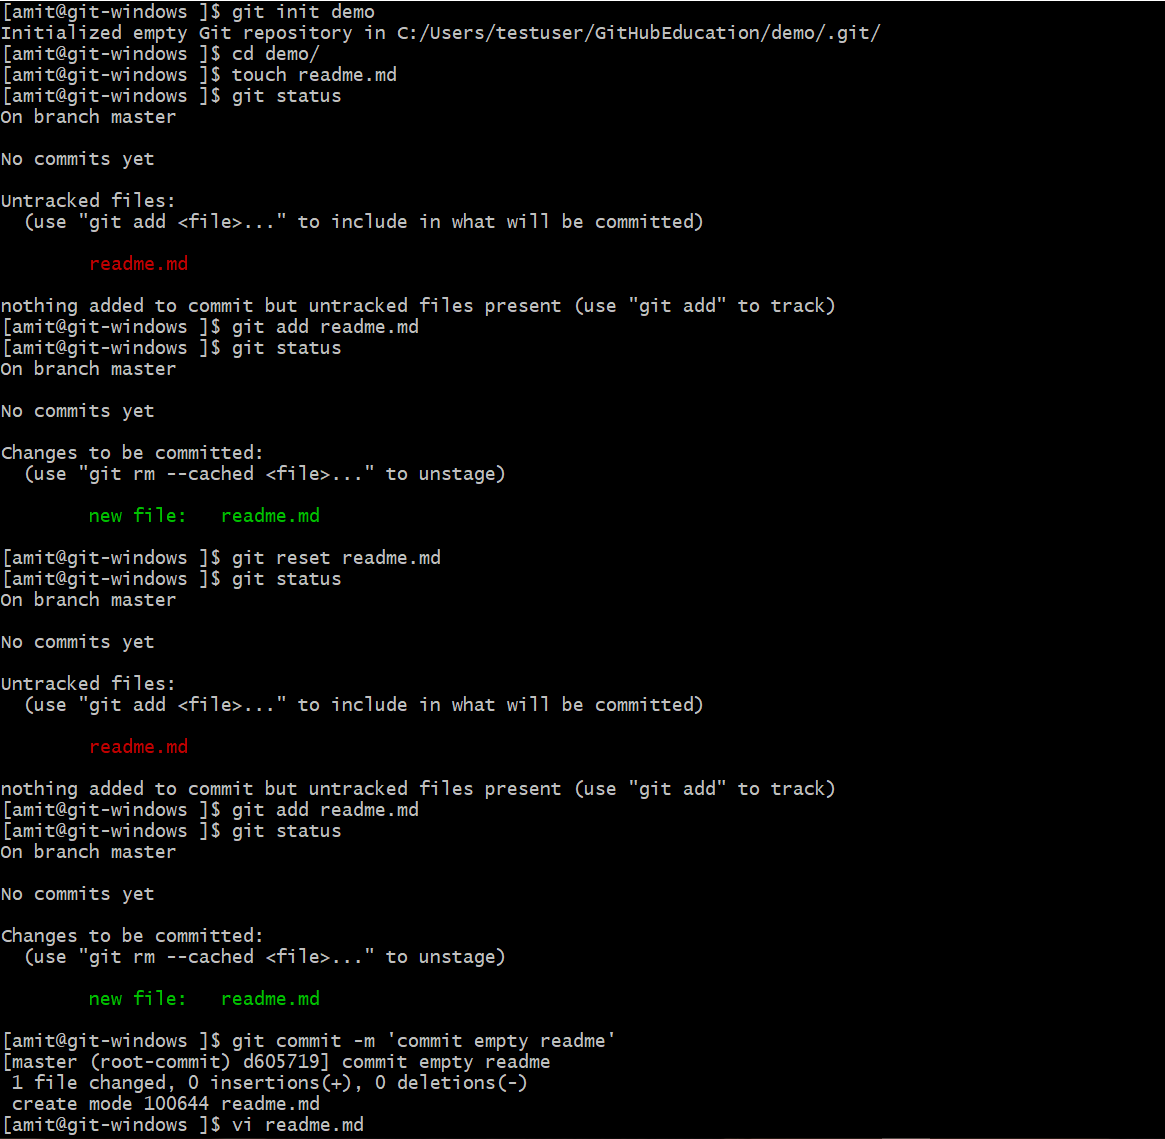 [amit@git-windows ]$ git init demo
Initialized empty Git repository in C:/Users/testuser/GitHubEducation/demo/.git/
[amit@git-windows ]$ cd demo/
[amit@git-windows ]$ touch readme.md
[amit@git-windows ]$ git status
On branch master
No commits yet
Untracked files:
  (use "git add <file>..." to include in what will be committed)
        readme.md
nothing added to commit but untracked files present (use "git add" to track)
[amit@git-windows ]$ git add readme.md
[amit@git-windows ]$ git status
On branch master
No commits yet
Changes to be committed:
  (use "git rm --cached <file>..." to unstage)
        new file:   readme.md
[amit@git-windows ]$ git reset readme.md
[amit@git-windows ]$ git status
On branch master
No commits yet
Untracked files:
  (use "git add <file>..." to include in what will be committed)
        readme.md
nothing added to commit but untracked files present (use "git add" to track)
[amit@git-windows ]$ git add readme.md
[amit@git-windows ]$ git status
On branch master
No commits yet
Changes to be committed:
  (use "git rm --cached <file>..." to unstage)
        new file:   readme.md
[amit@git-windows ]$ git commit -m 'commit empty readme'
[master (root-commit) d605719] commit empty readme
 1 file changed, 0 insertions(+), 0 deletions(-)
 create mode 100644 readme.md
[amit@git-windows ]$ vi readme.md